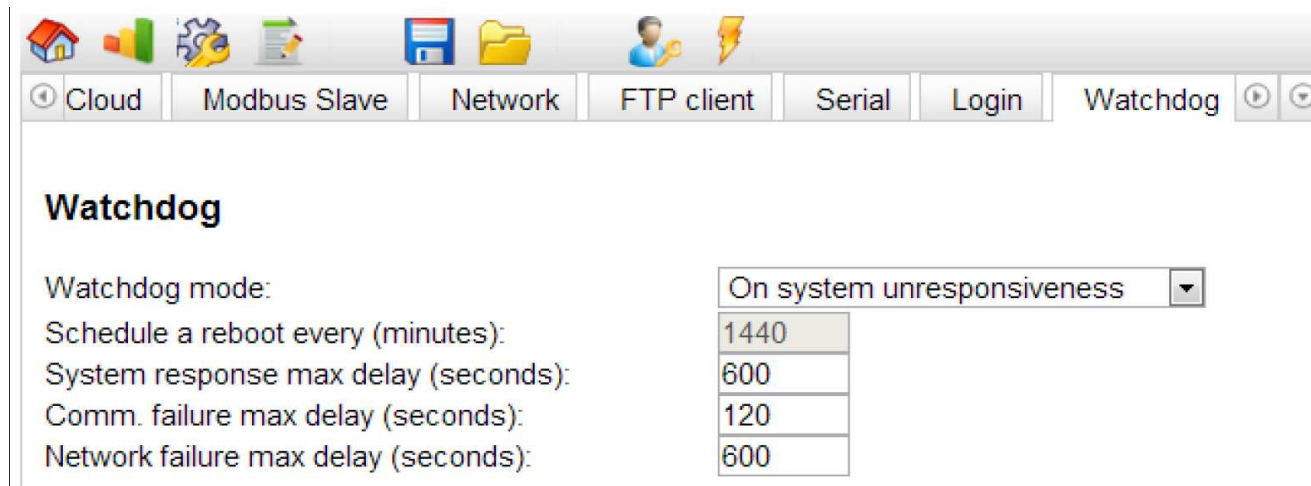 Cloud Modbus Slave Network FTP client Serial Login Watchdog
Watchdog
Watchdog mode: On system unresponsiveness
Schedule a reboot every (minutes): 1440
System response max delay (seconds): 600
Comm. failure max delay (seconds): 120
Network failure max delay (seconds): 600